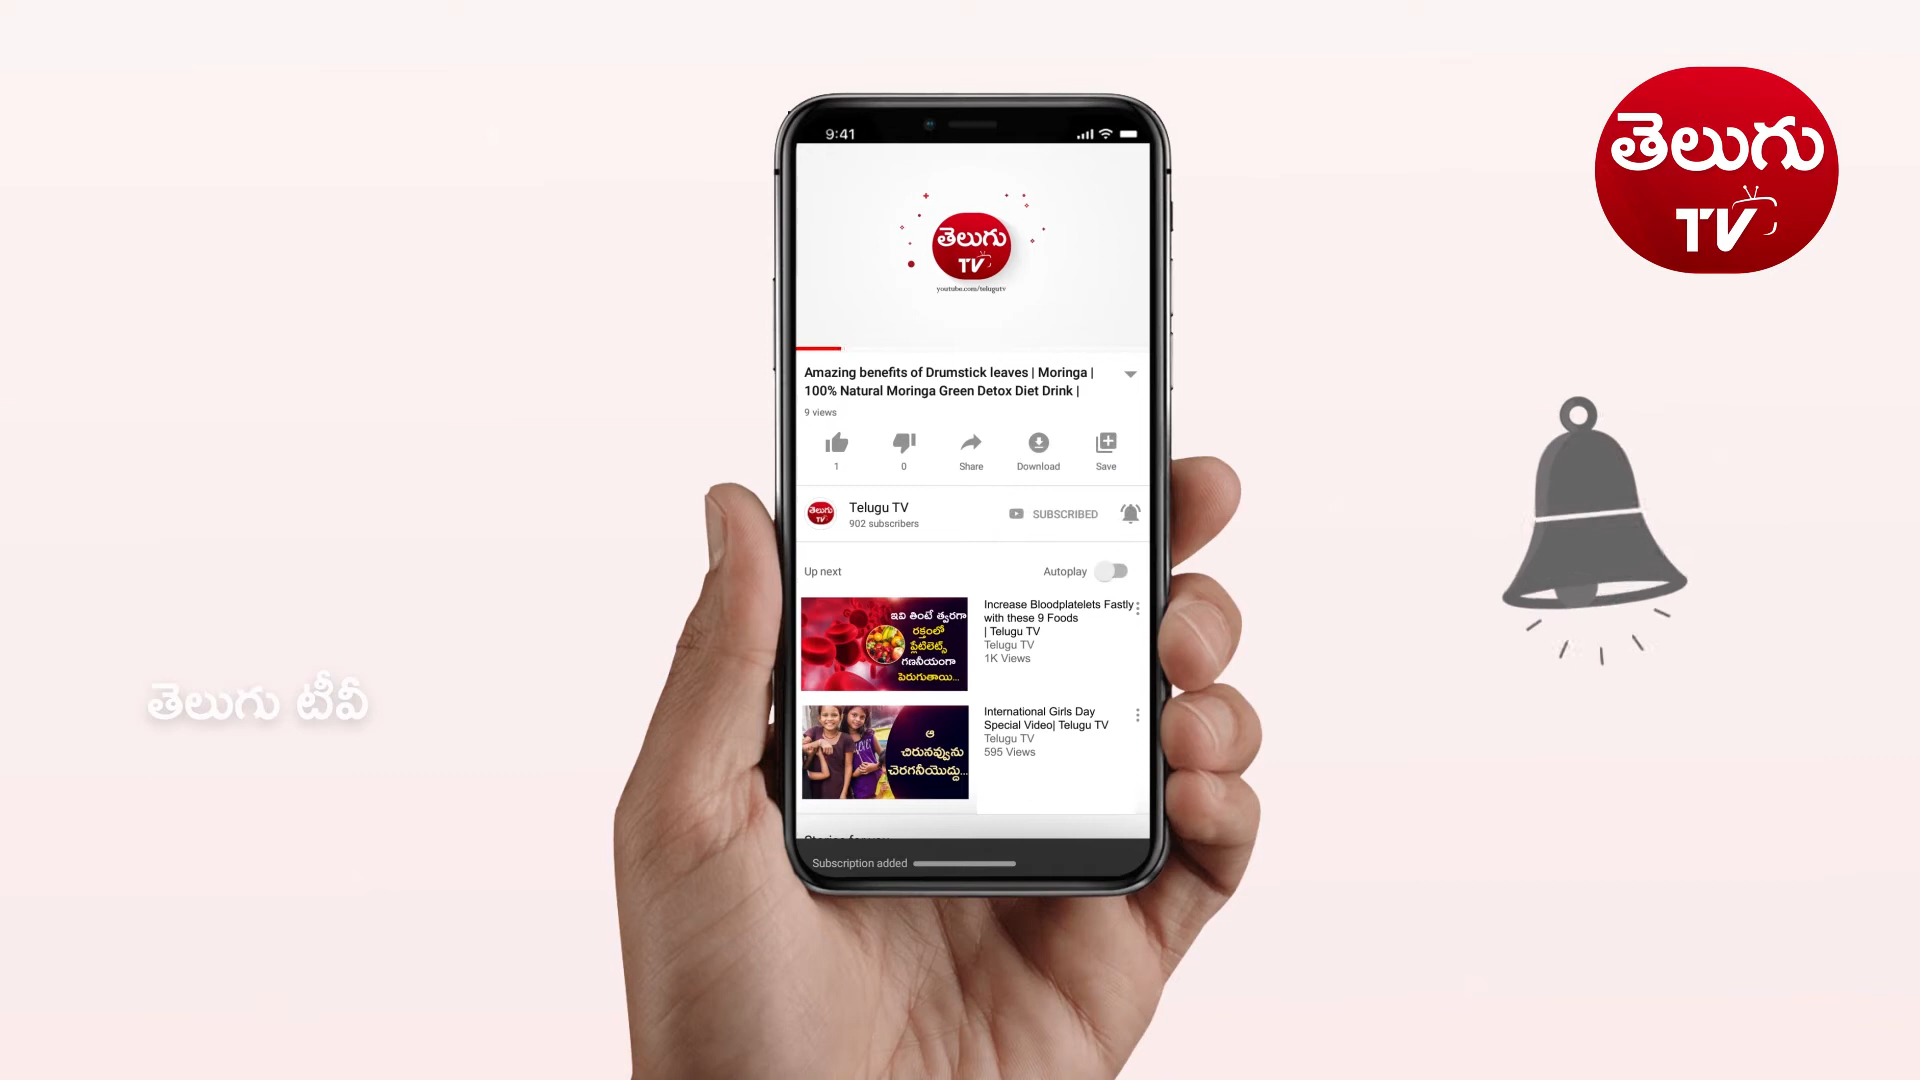 తెలుగు
TV
9:41
తెలుగు
TV
youtube.com/telugutv
Amazing benefits of Drumstick leaves | Moringa |
100% Natural Moringa Green Detox Diet Drink |
9 views
1
0
Share
Download
Save
తెలుగు
TV
Telugu TV
902 subscribers
SUBSCRIBED
Up next
Autoplay
ఇవి తింటే త్వరగా
రక్తంలో
ప్లేటిలెట్స్
గణనీయంగా
పెరుగుతాయి...
Increase Bloodplatelets Fastly
with these 9 Foods
| Telugu TV
Telugu TV
1K Views
ఆ
చిరునవ్వును
చెరగనీయొద్దు...
International Girls Day
Special Video| Telugu TV
Telugu TV
595 Views
Subscription added
తెలుగు టీవీ